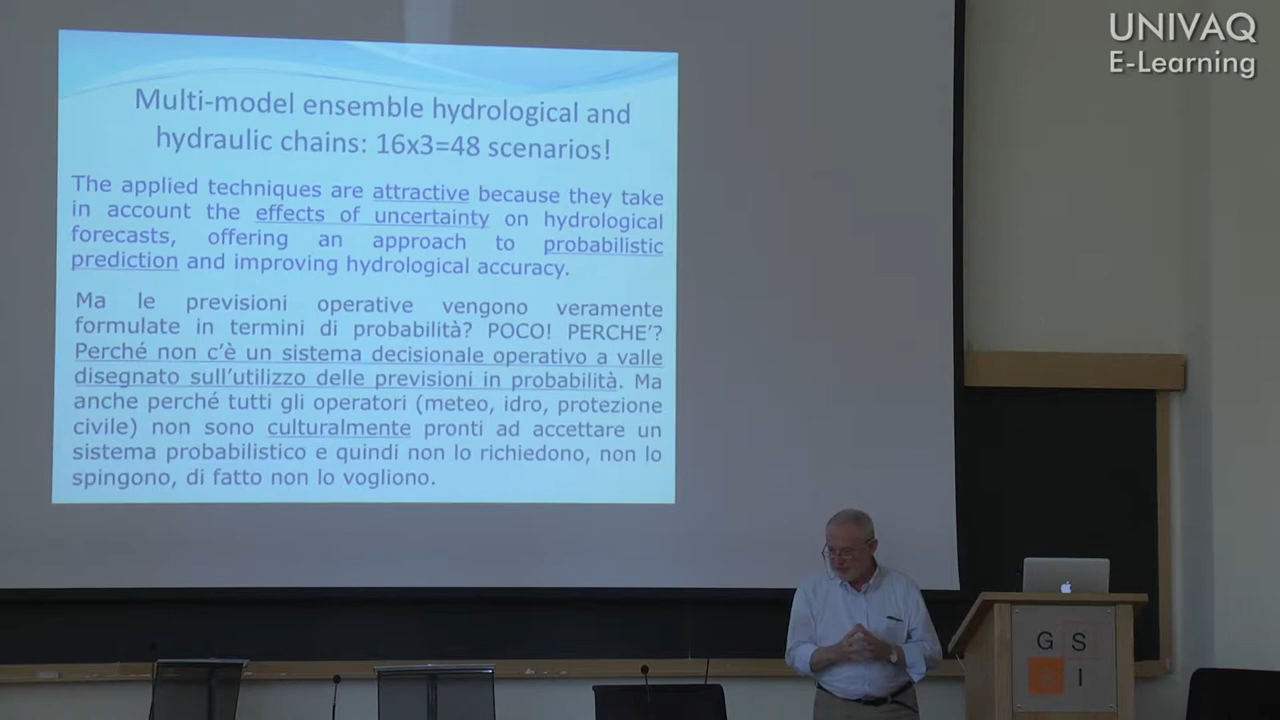 UNIVAQ
E-Learning
Multi-model ensemble hydrological and
hydraulic chains: 16x3=48 scenarios!
The applied techniques are attractive because they take
in account the effects of uncertainty on hydrological
forecasts, offering an approach to probabilistic
prediction and improving hydrological accuracy.
Ma le previsioni operative vengono veramente
formulate in termini di probabilità? POCO! PERCHE’?
Perché non c’è un sistema decisionale operativo a valle
disegnato sull’utilizzo delle previsioni in probabilità. Ma
anche perché tutti gli operatori (meteo, idro, protezione
civile) non sono culturalmente pronti ad accettare un
sistema probabilistico e quindi non lo richiedono, non lo
spingono, di fatto non lo vogliono.
G S
I